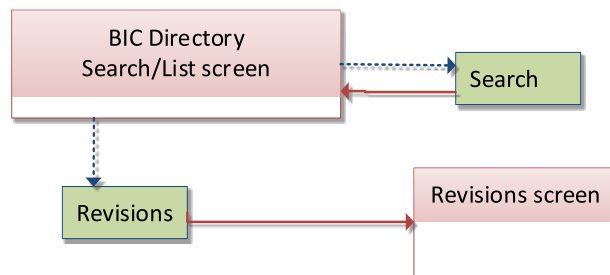 BIC Directory
Search/List screen
Search
Revisions
Revisions screen